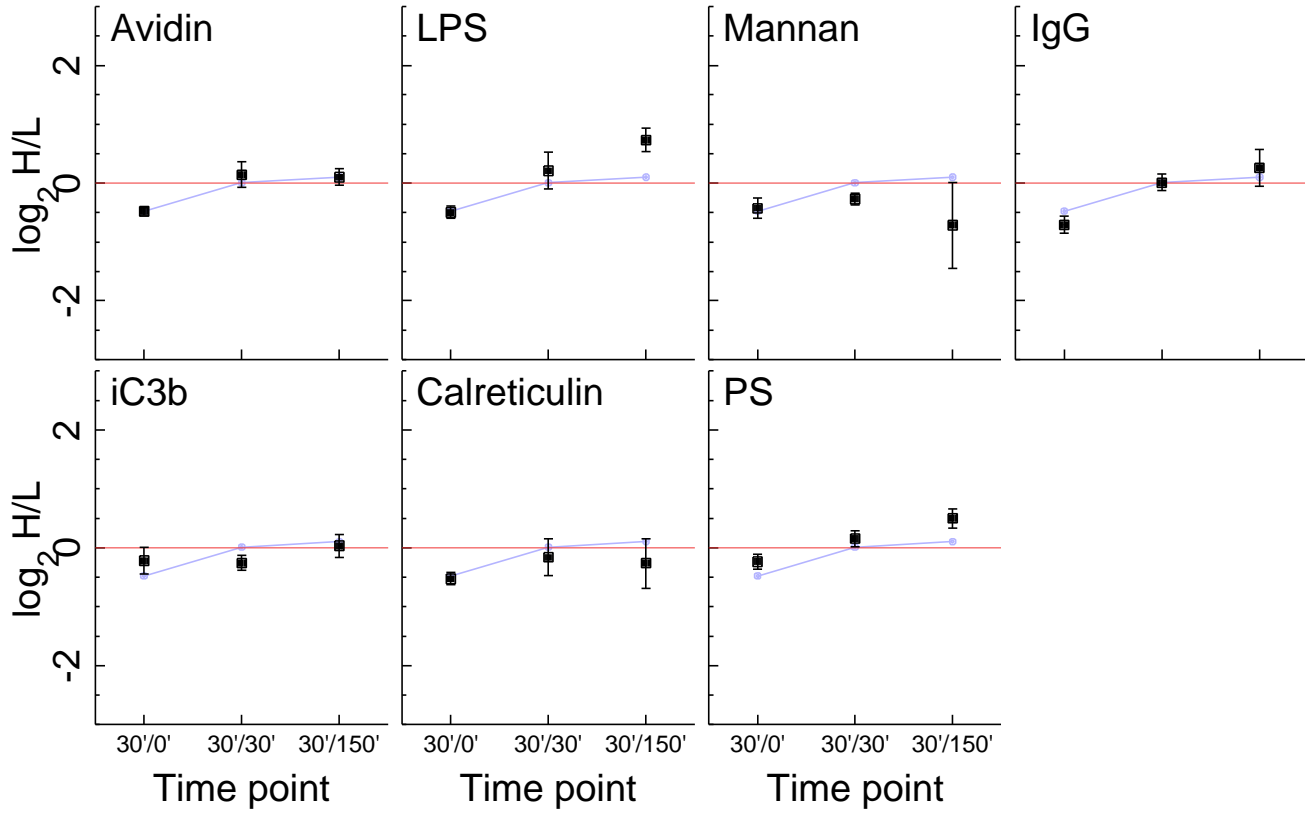 Avidin
LPS
Mannan
IgG
2
0
-2
log2 H/L
iC3b
Calreticulin
PS
2
0
-2
log2 H/L
30'/0' 30'/30' 30'/150'
30'/0' 30'/30' 30'/150'
30'/0' 30'/30' 30'/150'
Time point
Time point
Time point